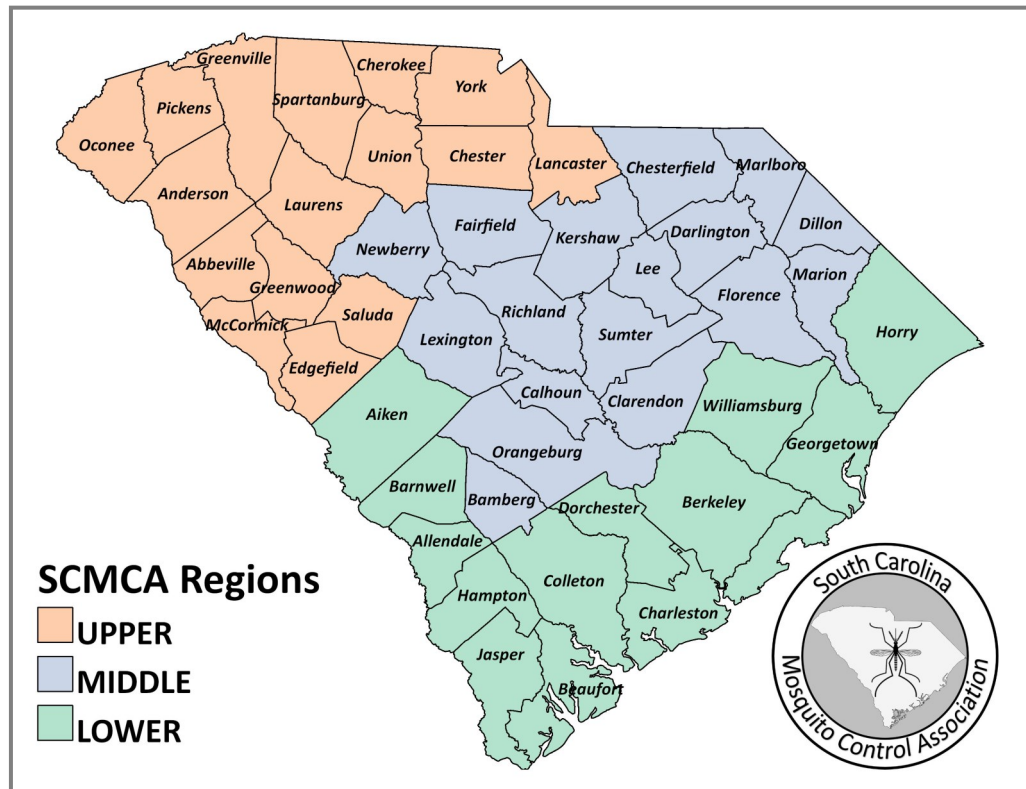 Greenville
Cherokee
Pickens
Spartanburg
York
Oconee
Union
Chester
Lancaster
Chesterfield
Marlboro
Anderson
Laurens
Fairfield
Kershaw
Darlington
Dillon
Newberry
Abbeville
Greenwood
Lee
Marion
McCormick
Saluda
Richland
Florence
Lexington
Sumter
Horry
Edgefield
Aiken
Calhoun
Clarendon
Williamsburg
Georgetown
Orangeburg
Barnwell
Bamberg
Dorchester
Berkeley
Allendale
Colleton
Hampton
Charleston
Jasper
Beaufort
SCMCA Regions
UPPER
MIDDLE
LOWER
South Carolina
Mosquito Control Association